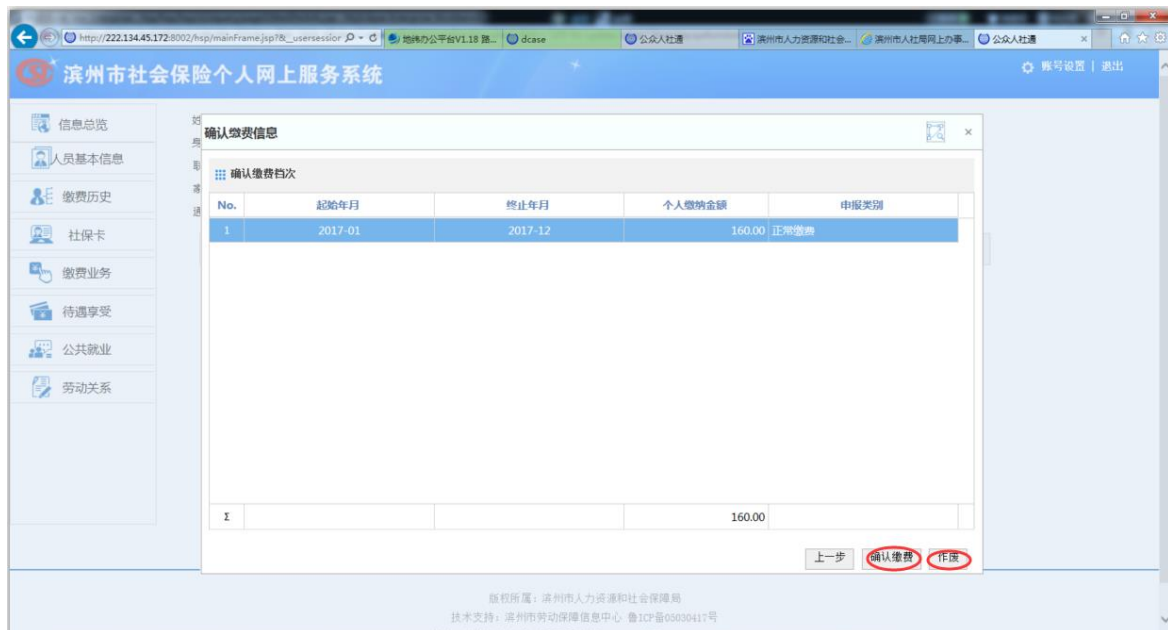 http://222.134.45.172:8002/hsp/mainFrame.jsp?&_usersession
地纬办公平台V1.18 路... dcase 公众人社通 滨州市人力资源和社会... 滨州市人社局网上办事... 公众人社通
滨州市社会保险个人网上服务系统
账号设置 | 退出
信息总览
人员基本信息
缴费历史
社保卡
缴费业务
待遇享受
公共就业
劳动关系
确认缴费信息
确认缴费档次
No. 起始年月 终止年月 个人缴纳金额 申报类别
1 2017-01 2017-12 160.00 正常缴费
Σ 160.00
上一步 确认缴费 作废
版权所属：滨州市人力资源和社会保障局
技术支持：滨州市劳动保障信息中心 鲁ICP备05030417号